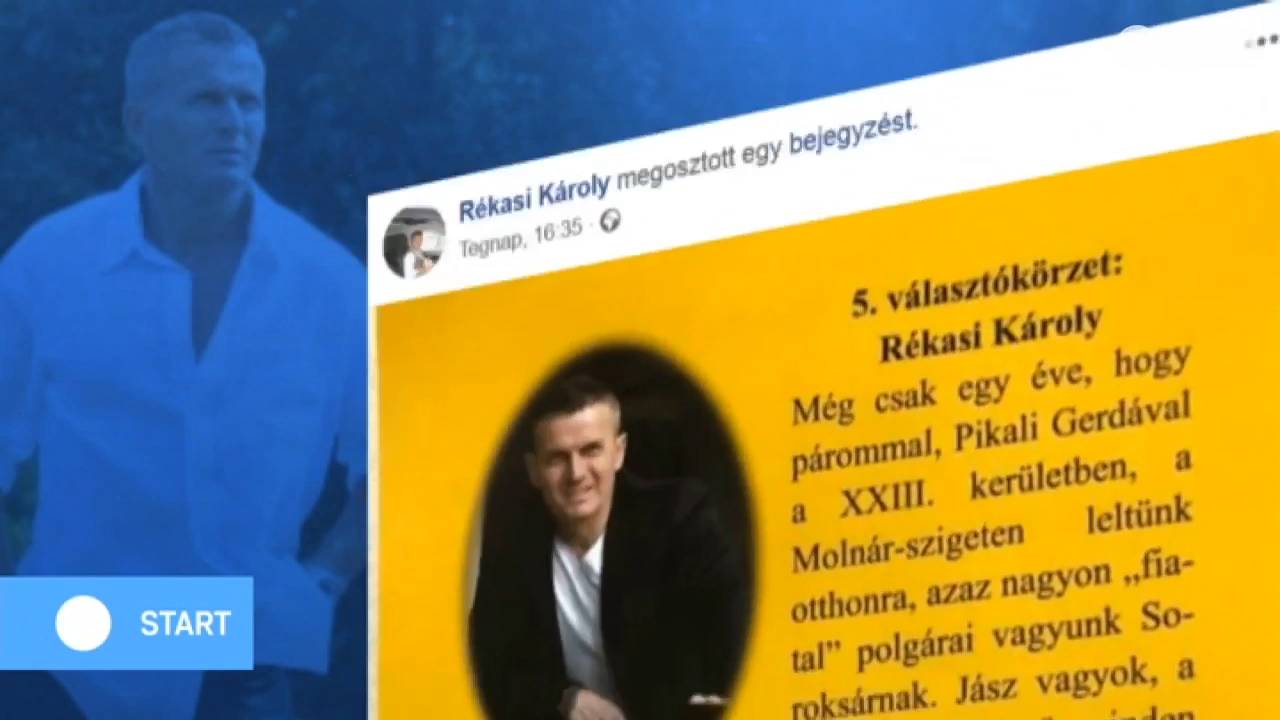 Rékasi Károly megosztott egy bejegyzést.
Tegnap, 16:35 ·
5. választókörzet:
Rékasi Károly
Még csak egy éve, hogy
párommal, Pikali Gerdával
a XXIII. kerületben, a
Molnár-szigeten leltünk
otthonra, azaz nagyon „fia-
tal” polgárai vagyunk So-
roksárnak. Jász vagyok, a
START